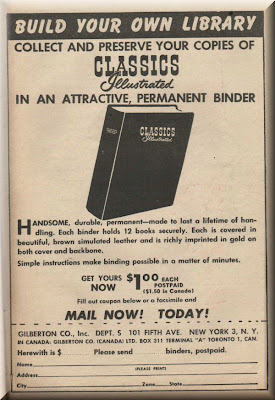 BUILD YOUR OWN LIBRARY
COLLECT AND PRESERVE YOUR COPIES OF
CLASSICS
Illustrated
IN AN ATTRACTIVE, PERMANENT BINDER
CLASSICS
Illustrated
HANDSOME, durable, permanent—made to last a lifetime of han-
dling. Each binder holds 12 books securely. Each is covered in
beautiful, brown simulated leather and is richly imprinted in gold on
both cover and backbone.
Simple instructions make binding possible in a matter of minutes.
GET YOURS NOW $1.00 EACH POSTPAID
($1.50 in Canada)
Fill out coupon below or a facsimile and
MAIL NOW! TODAY!
GILBERTON CO., Inc. DEPT. S 101 FIFTH AVE. NEW YORK 3, N. Y.
IN CANADA: GILBERTON CO. (CANADA) LTD. BOX 311 TERMINAL "A" TORONTO 1, CAN.
Herewith is $ Please send binders, postpaid.
Name
(PLEASE PRINT)
Address
City Zone State